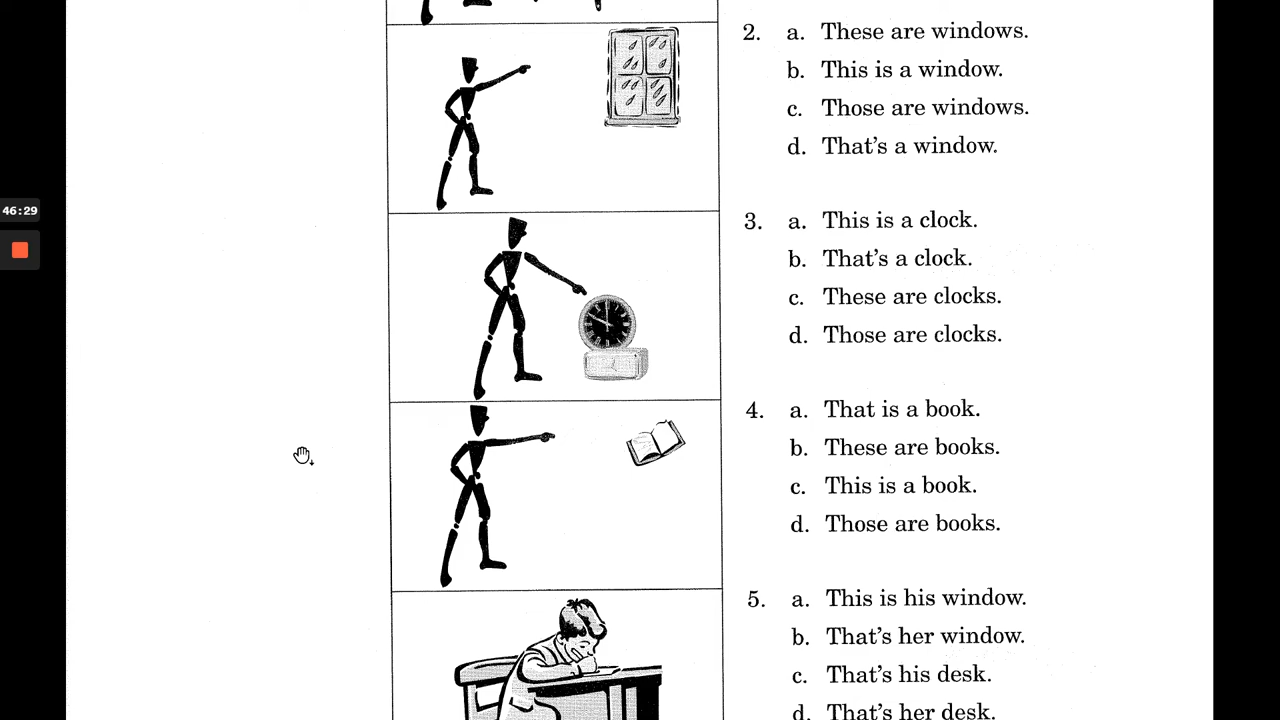 2. a. These are windows.
b. This is a window.
c. Those are windows.
d. That's a window.
46:29
3. a. This is a clock.
b. That's a clock.
c. These are clocks.
d. Those are clocks.
4. a. That is a book.
b. These are books.
c. This is a book.
d. Those are books.
5. a. This is his window.
b. That's her window.
c. That's his desk.
d. That's her desk.